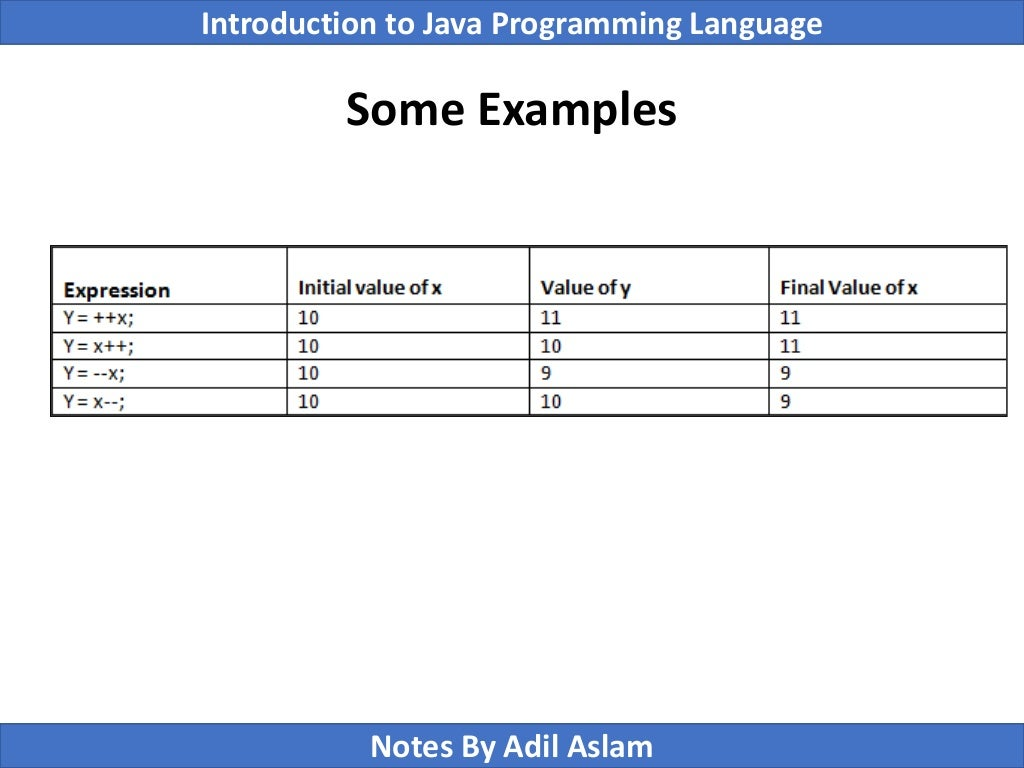 Introduction to Java Programming Language
Some Examples
Expression Initial value of x Value of y Final Value of x
Y = ++x; 10 11 11
Y = x++; 10 10 11
Y = --x; 10 9 9
Y = x--; 10 10 9
Notes By Adil Aslam